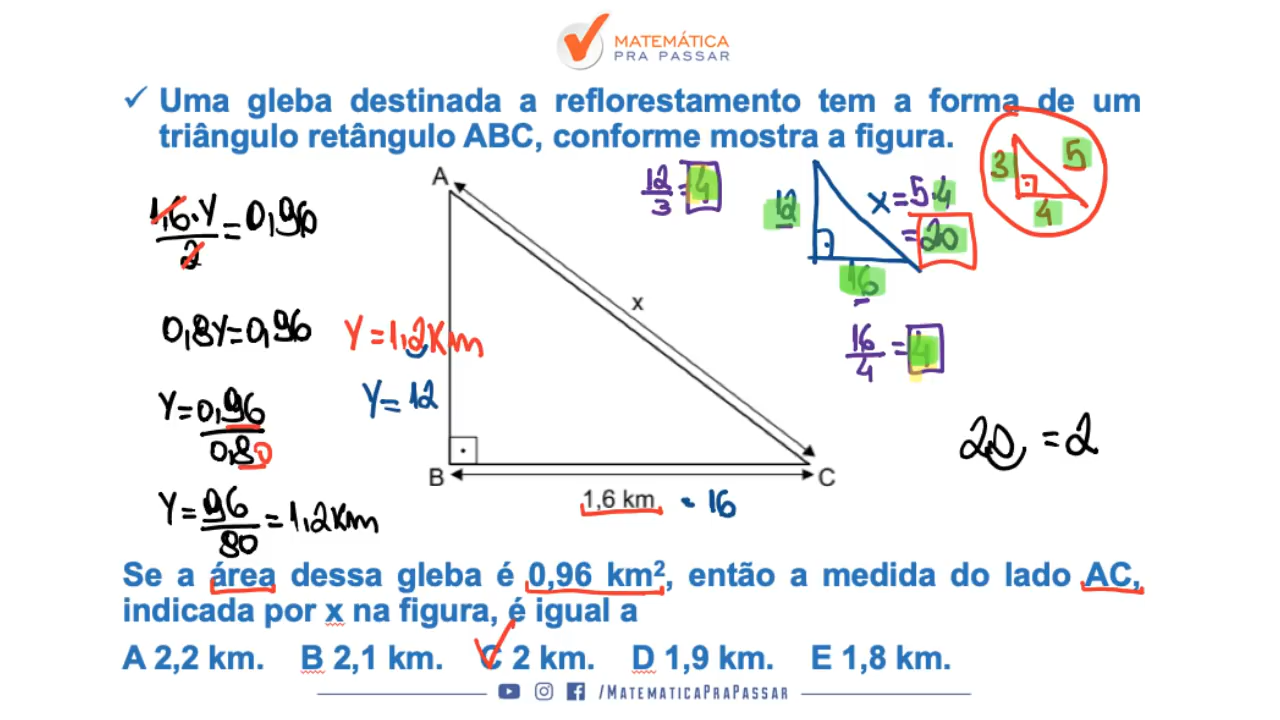 MATEMÁTICA
PRA PASSAR
✓ Uma gleba destinada a reflorestamento tem a forma de um
triângulo retângulo ABC, conforme mostra a figura.
1,6.Y/2 = 0,96
0,8Y=0,96
Y=0,96/0,80
Y=96/80=1,2Km
A
x
Y=1,2Km
Y=12
B
C
1,6 km
= 16
12/3=4
12
x=5.4
=20
16
16/4=4
3
5
4
2,0 =2
Se a área dessa gleba é 0,96 km², então a medida do lado AC,
indicada por x na figura, é igual a
A 2,2 km. B 2,1 km. C 2 km. D 1,9 km. E 1,8 km.
/MATEMATICAPRAPASSAR